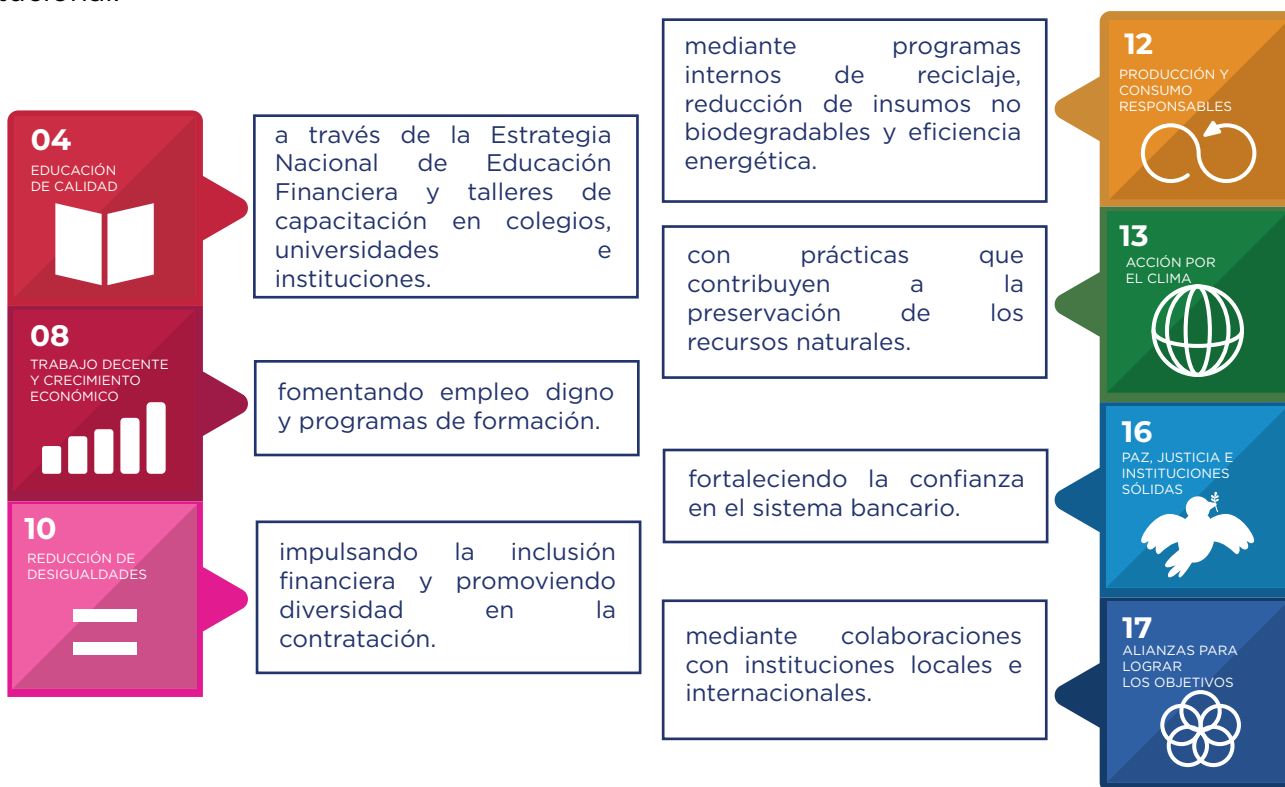 04
EDUCACIÓN
DE CALIDAD
a través de la Estrategia
Nacional de Educación
Financiera y talleres de
capacitación en colegios,
universidades e
instituciones.
08
TRABAJO DECENTE
Y CRECIMIENTO
ECONÓMICO
fomentando empleo digno
y programas de formación.
10
REDUCCIÓN DE
DESIGUALDADES
impulsando la inclusión
financiera y promoviendo
diversidad en la
contratación.
mediante programas
internos de reciclaje,
reducción de insumos no
biodegradables y eficiencia
energética.
12
PRODUCCIÓN Y
CONSUMO
RESPONSABLES
con prácticas que
contribuyen a la
preservación de los
recursos naturales.
13
ACCIÓN POR
EL CLIMA
fortaleciendo la confianza
en el sistema bancario.
16
PAZ, JUSTICIA E
INSTITUCIONES
SÓLIDAS
mediante colaboraciones
con instituciones locales e
internacionales.
17
ALIANZAS PARA
LOGRAR
LOS OBJETIVOS